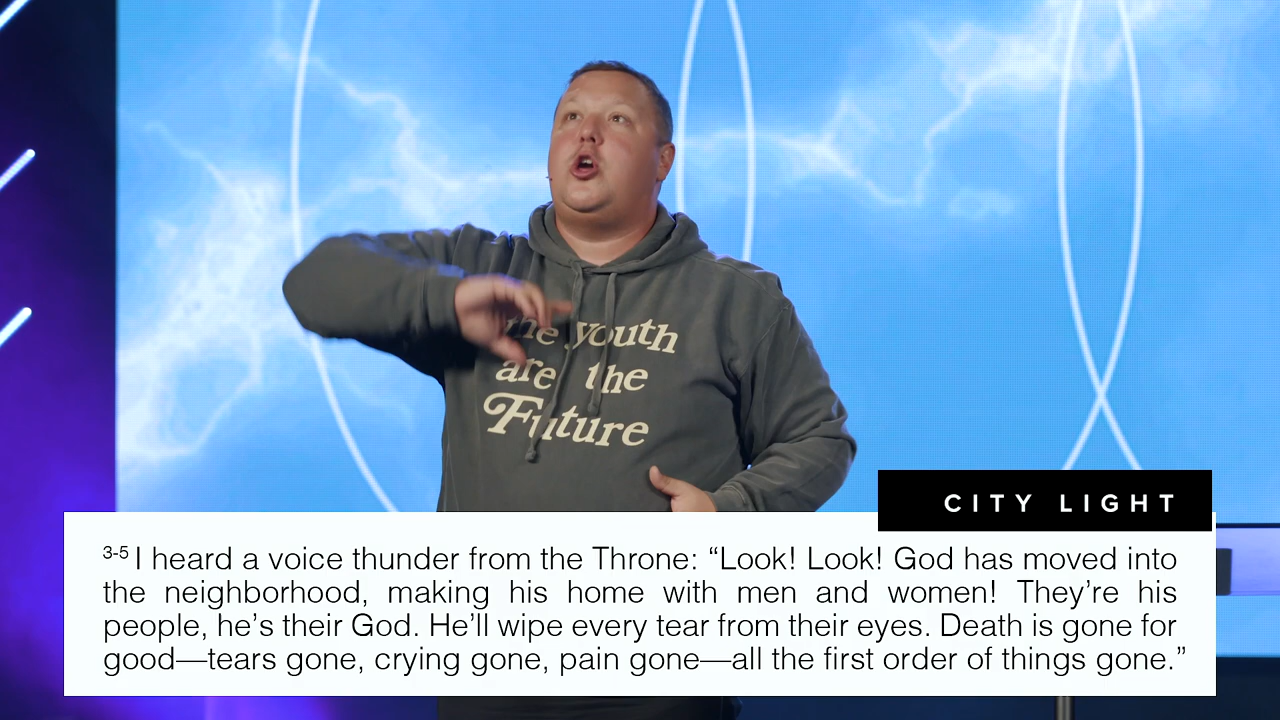 the youth
are the
Future
CITY LIGHT
3-5 I heard a voice thunder from the Throne: “Look! Look! God has moved into
the neighborhood, making his home with men and women! They’re his
people, he’s their God. He’ll wipe every tear from their eyes. Death is gone for
good—tears gone, crying gone, pain gone—all the first order of things gone.”